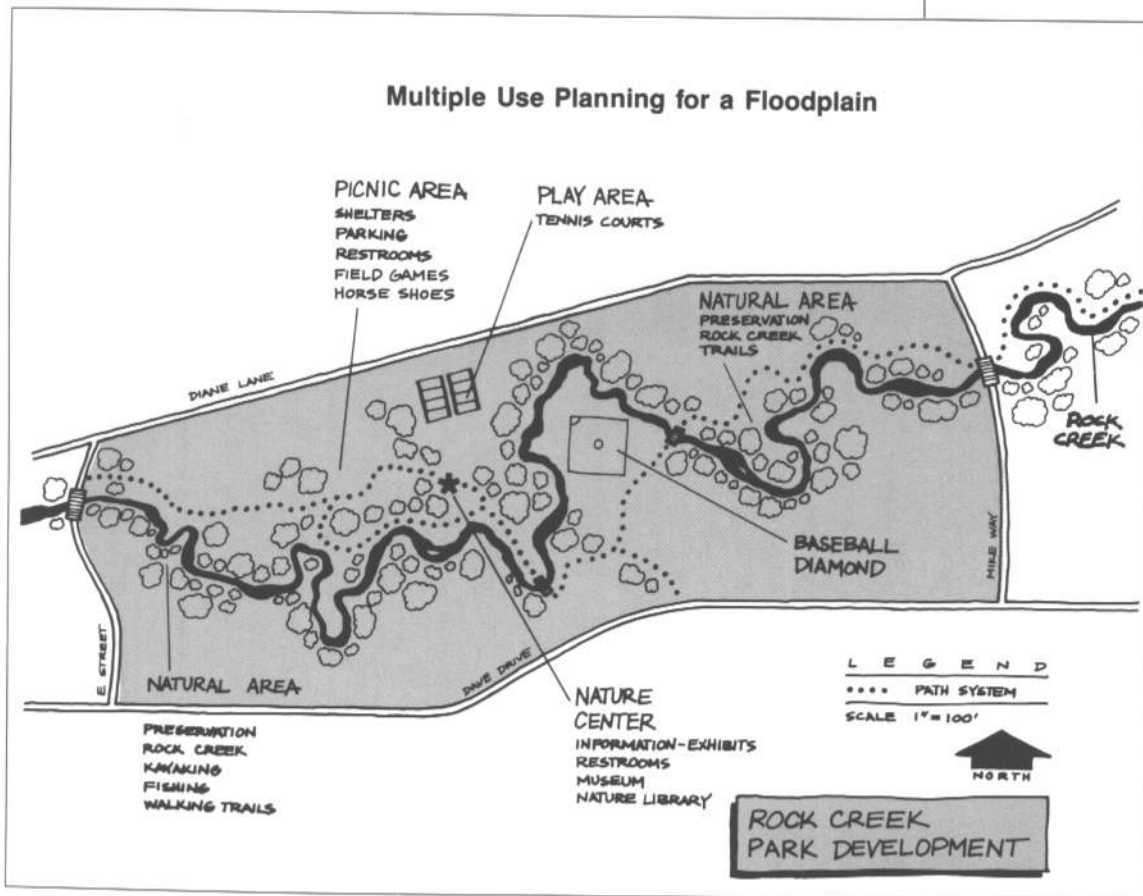 Multiple Use Planning for a Floodplain
PICNIC AREA
SHELTERS
PARKING
RESTROOMS
FIELD GAMES
HORSE SHOES
PLAY AREA
TENNIS COURTS
NATURAL AREA
PRESERVATION
ROCK CREEK
TRAILS
DIANE LANE
ROCK
CREEK
BASEBALL
DIAMOND
MIKE WAY
E STREET
NATURAL AREA
PRESERVATION
ROCK CREEK
KAYAKING
FISHING
WALKING TRAILS
DAVE DRIVE
NATURE
CENTER
INFORMATION-EXHIBITS
RESTROOMS
MUSEUM
NATURE LIBRARY
LEGEND
PATH SYSTEM
SCALE 1"=100'
NORTH
ROCK CREEK
PARK DEVELOPMENT